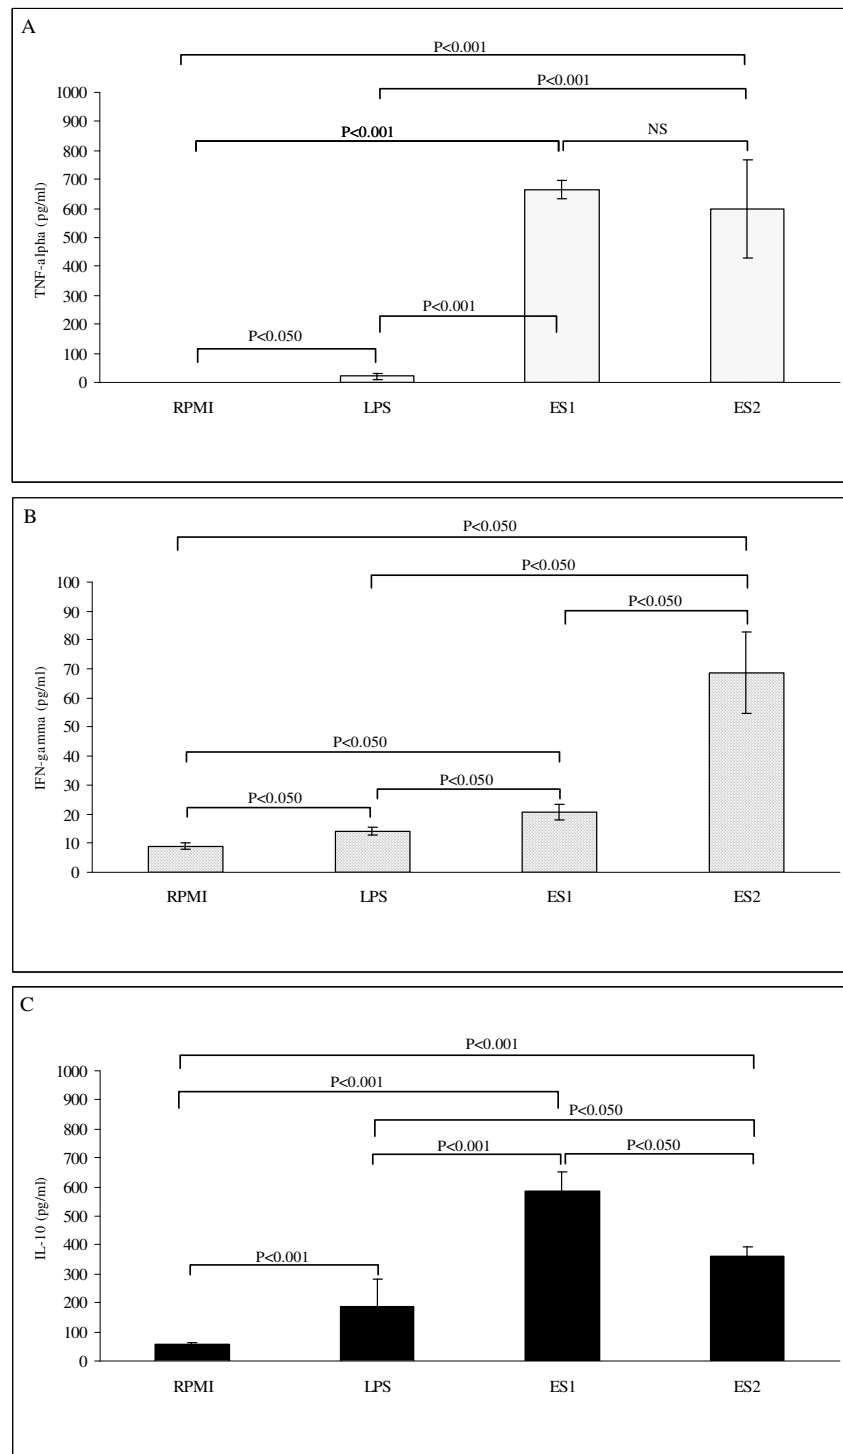 A
P<0.001
P<0.001
P<0.001
NS
1000
900
800
700
600
500
400
300
200
100
0
TNF-alpha (pg/ml)
P<0.001
P<0.050
RPMI LPS ES1 ES2
B
P<0.050
P<0.050
P<0.050
100
90
80
70
60
50
40
30
20
10
0
IFN-gamma (pg/ml)
P<0.050
P<0.050
P<0.050
RPMI LPS ES1 ES2
C
P<0.001
P<0.001
P<0.050
P<0.001
P<0.050
1000
900
800
700
600
500
400
300
200
100
0
IL-10 (pg/ml)
P<0.001
RPMI LPS ES1 ES2